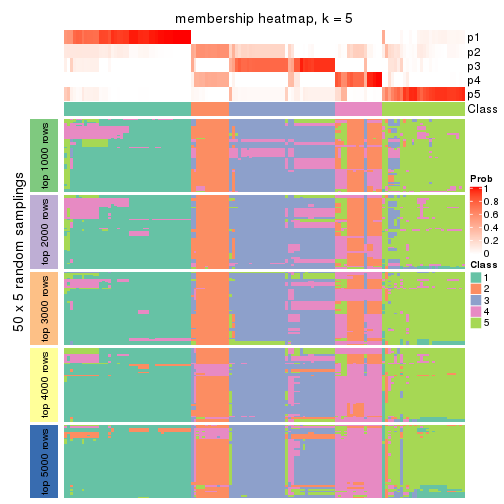 membership heatmap, k = 5
p1
p2
p3
p4
p5
Class
50 x 5 random samplings
top 1000 rows
top 2000 rows
top 3000 rows
top 4000 rows
top 5000 rows
Prob
1
0.8
0.6
0.4
0.2
0
Class
1
2
3
4
5